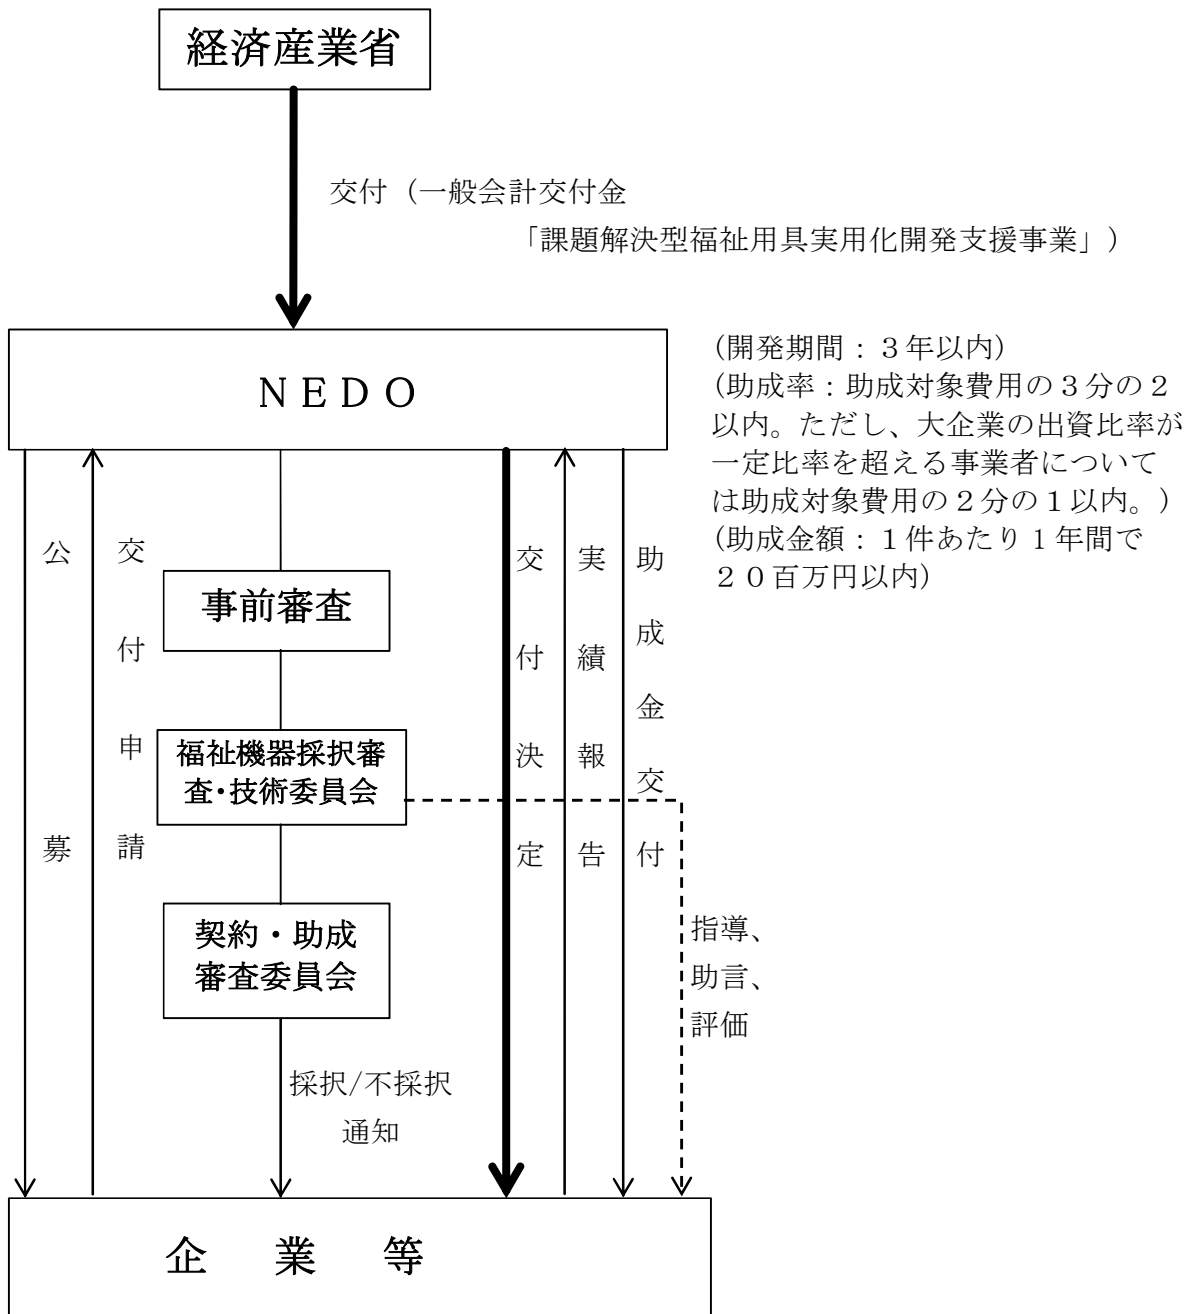 経済産業省
交付（一般会計交付金
「課題解決型福祉用具実用化開発支援事業」）
ＮＥＤＯ
(開発期間：３年以内)
(助成率：助成対象費用の３分の２
以内。ただし、大企業の出資比率が
一定比率を超える事業者について
は助成対象費用の２分の１以内。)
(助成金額：１件あたり１年間で
２０百万円以内)
公募
交付申請
事前審査
福祉機器採択審
査・技術委員会
契約・助成
審査委員会
採択/不採択
通知
交付決定
実績報告
助成金交付
指導、
助言、
評価
企業等